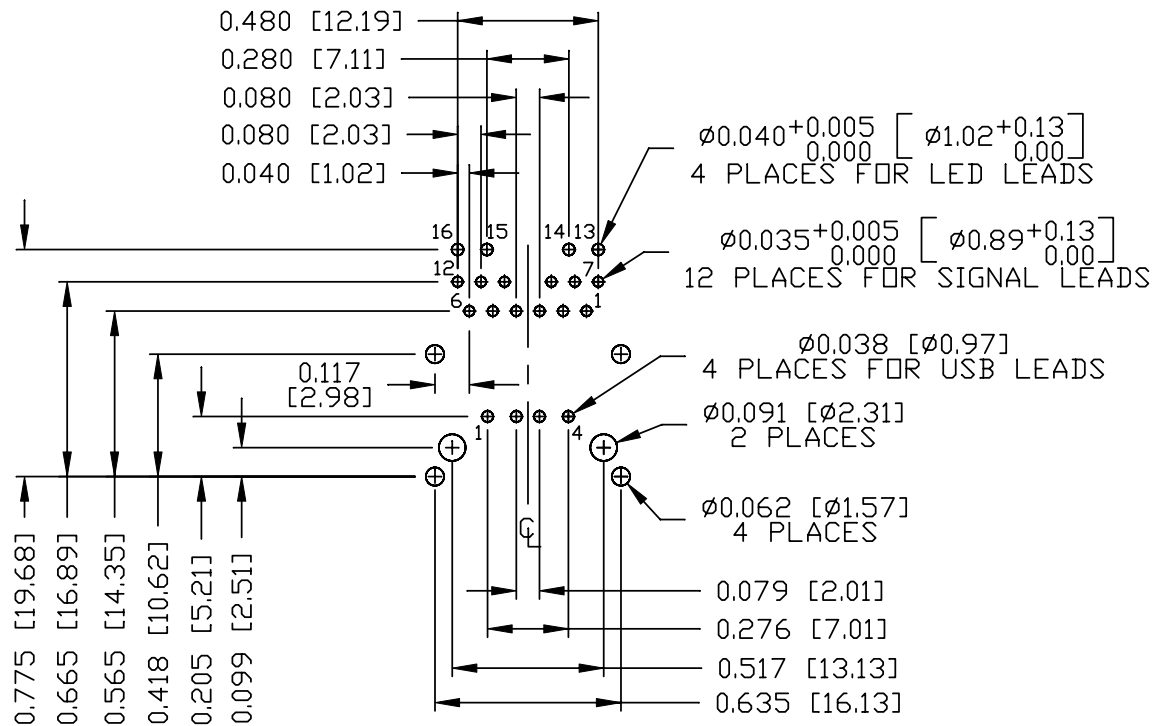 0.480 [12.19]
0.280 [7.11]
0.080 [2.03]
0.080 [2.03]
0.040 [1.02]
Ø0.040+0.005 0.000 [Ø1.02+0.13 0.00]
4 PLACES FOR LED LEADS
16 15 14 13
Ø0.035+0.005 0.000 [Ø0.89+0.13 0.00]
12 PLACES FOR SIGNAL LEADS
12 7
6 1
Ø0.038 [Ø0.97]
4 PLACES FOR USB LEADS
0.117
[2.98]
1 4
Ø0.091 [Ø2.31]
2 PLACES
Ø0.062 [Ø1.57]
4 PLACES
CL
0.079 [2.01]
0.276 [7.01]
0.517 [13.13]
0.635 [16.13]
0.775 [19.68]
0.665 [16.89]
0.565 [14.35]
0.418 [10.62]
0.205 [5.21]
0.099 [2.51]